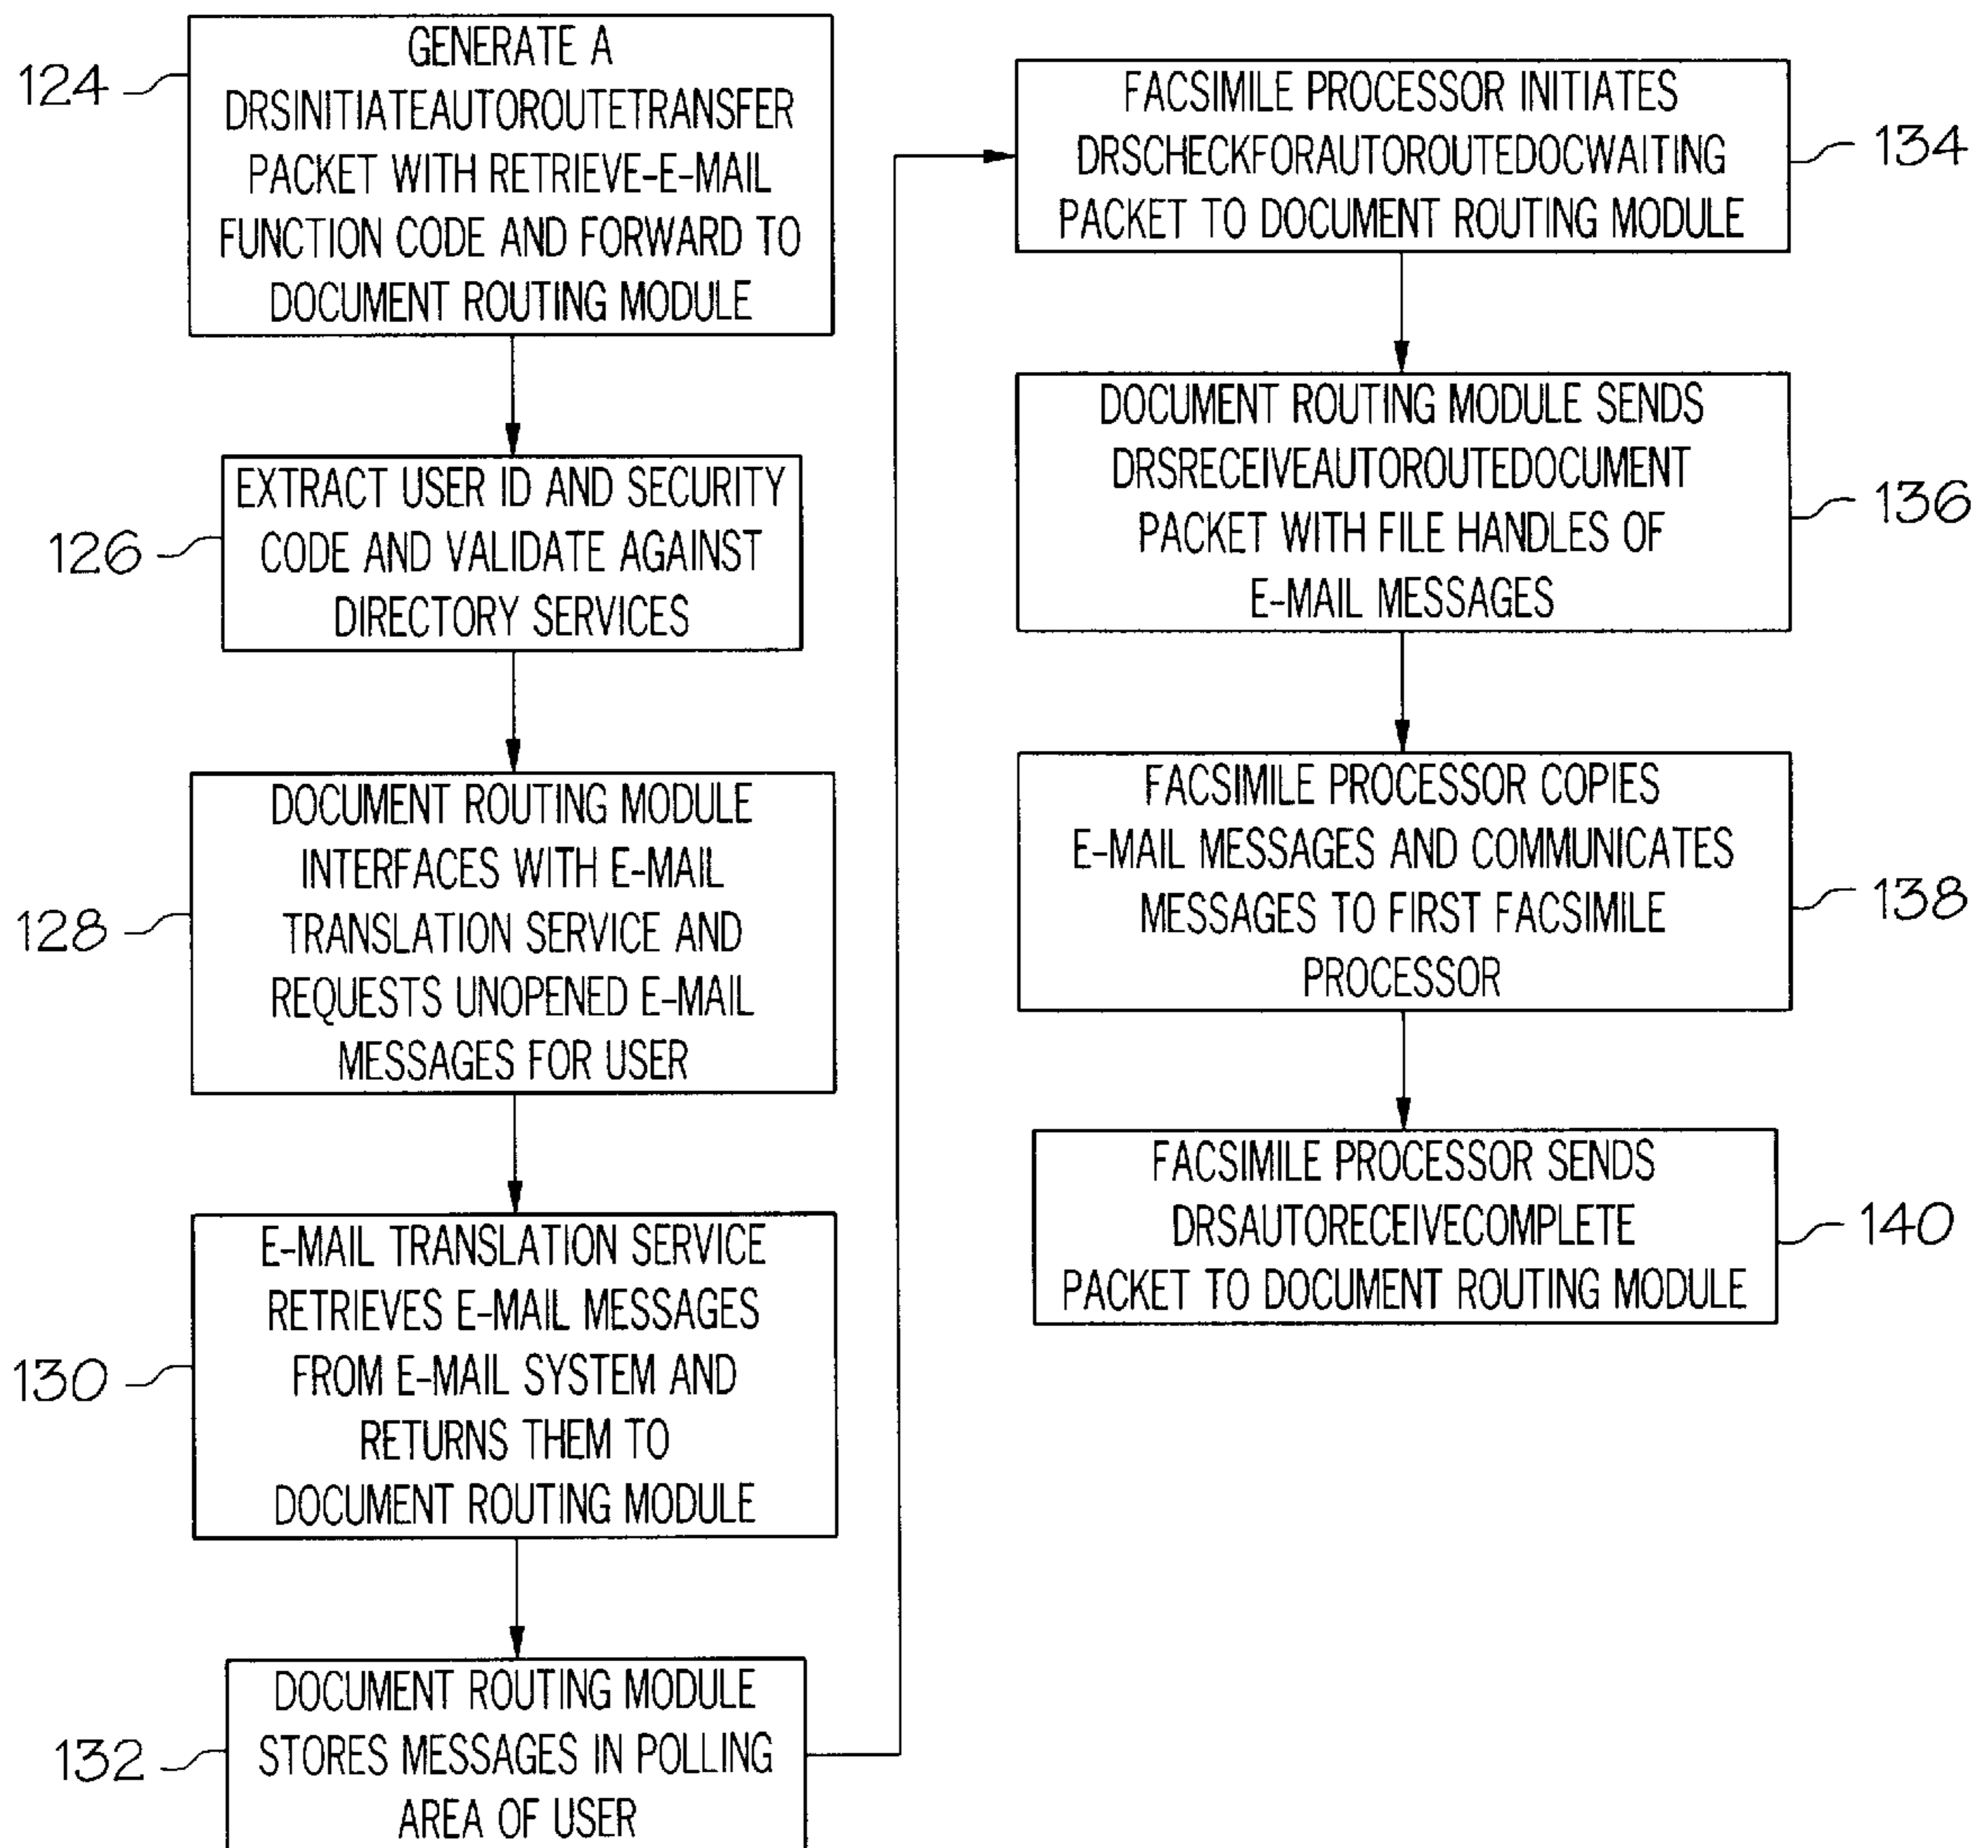 124
GENERATE A
DRSINITIATEAUTOROUTETRANSFER
PACKET WITH RETRIEVE-E-MAIL
FUNCTION CODE AND FORWARD TO
DOCUMENT ROUTING MODULE
126
EXTRACT USER ID AND SECURITY
CODE AND VALIDATE AGAINST
DIRECTORY SERVICES
128
DOCUMENT ROUTING MODULE
INTERFACES WITH E-MAIL
TRANSLATION SERVICE AND
REQUESTS UNOPENED E-MAIL
MESSAGES FOR USER
130
E-MAIL TRANSLATION SERVICE
RETRIEVES E-MAIL MESSAGES
FROM E-MAIL SYSTEM AND
RETURNS THEM TO
DOCUMENT ROUTING MODULE
132
DOCUMENT ROUTING MODULE
STORES MESSAGES IN POLLING
AREA OF USER
FACSIMILE PROCESSOR INITIATES
DRSCHECKFORAUTOROUTEDOCWAITING
PACKET TO DOCUMENT ROUTING MODULE
134
DOCUMENT ROUTING MODULE SENDS
DRSRECEIVEAUTOROUTEDOCUMENT
PACKET WITH FILE HANDLES OF
E-MAIL MESSAGES
136
FACSIMILE PROCESSOR COPIES
E-MAIL MESSAGES AND COMMUNICATES
MESSAGES TO FIRST FACSIMILE
PROCESSOR
138
FACSIMILE PROCESSOR SENDS
DRSAUTORECEIVECOMPLETE
PACKET TO DOCUMENT ROUTING MODULE
140